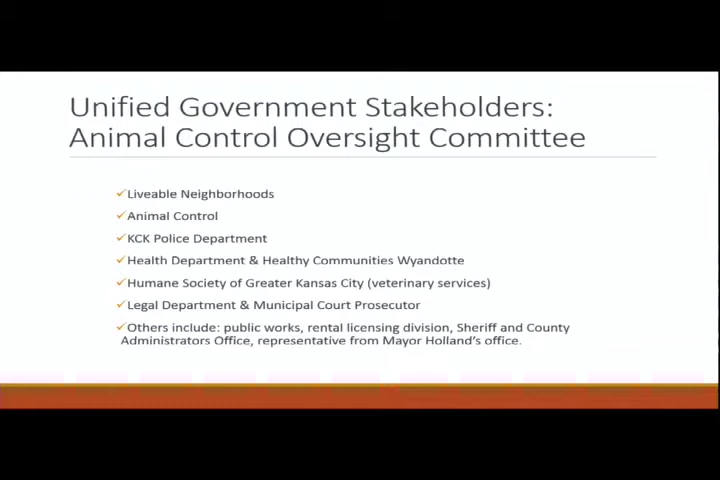 Unified Government Stakeholders:
Animal Control Oversight Committee
✓Liveable Neighborhoods
✓Animal Control
✓KCK Police Department
✓Health Department & Healthy Communities Wyandotte
✓Humane Society of Greater Kansas City (veterinary services)
✓Legal Department & Municipal Court Prosecutor
✓Others include: public works, rental licensing division, Sheriff and County
Administrators Office, representative from Mayor Holland's office.